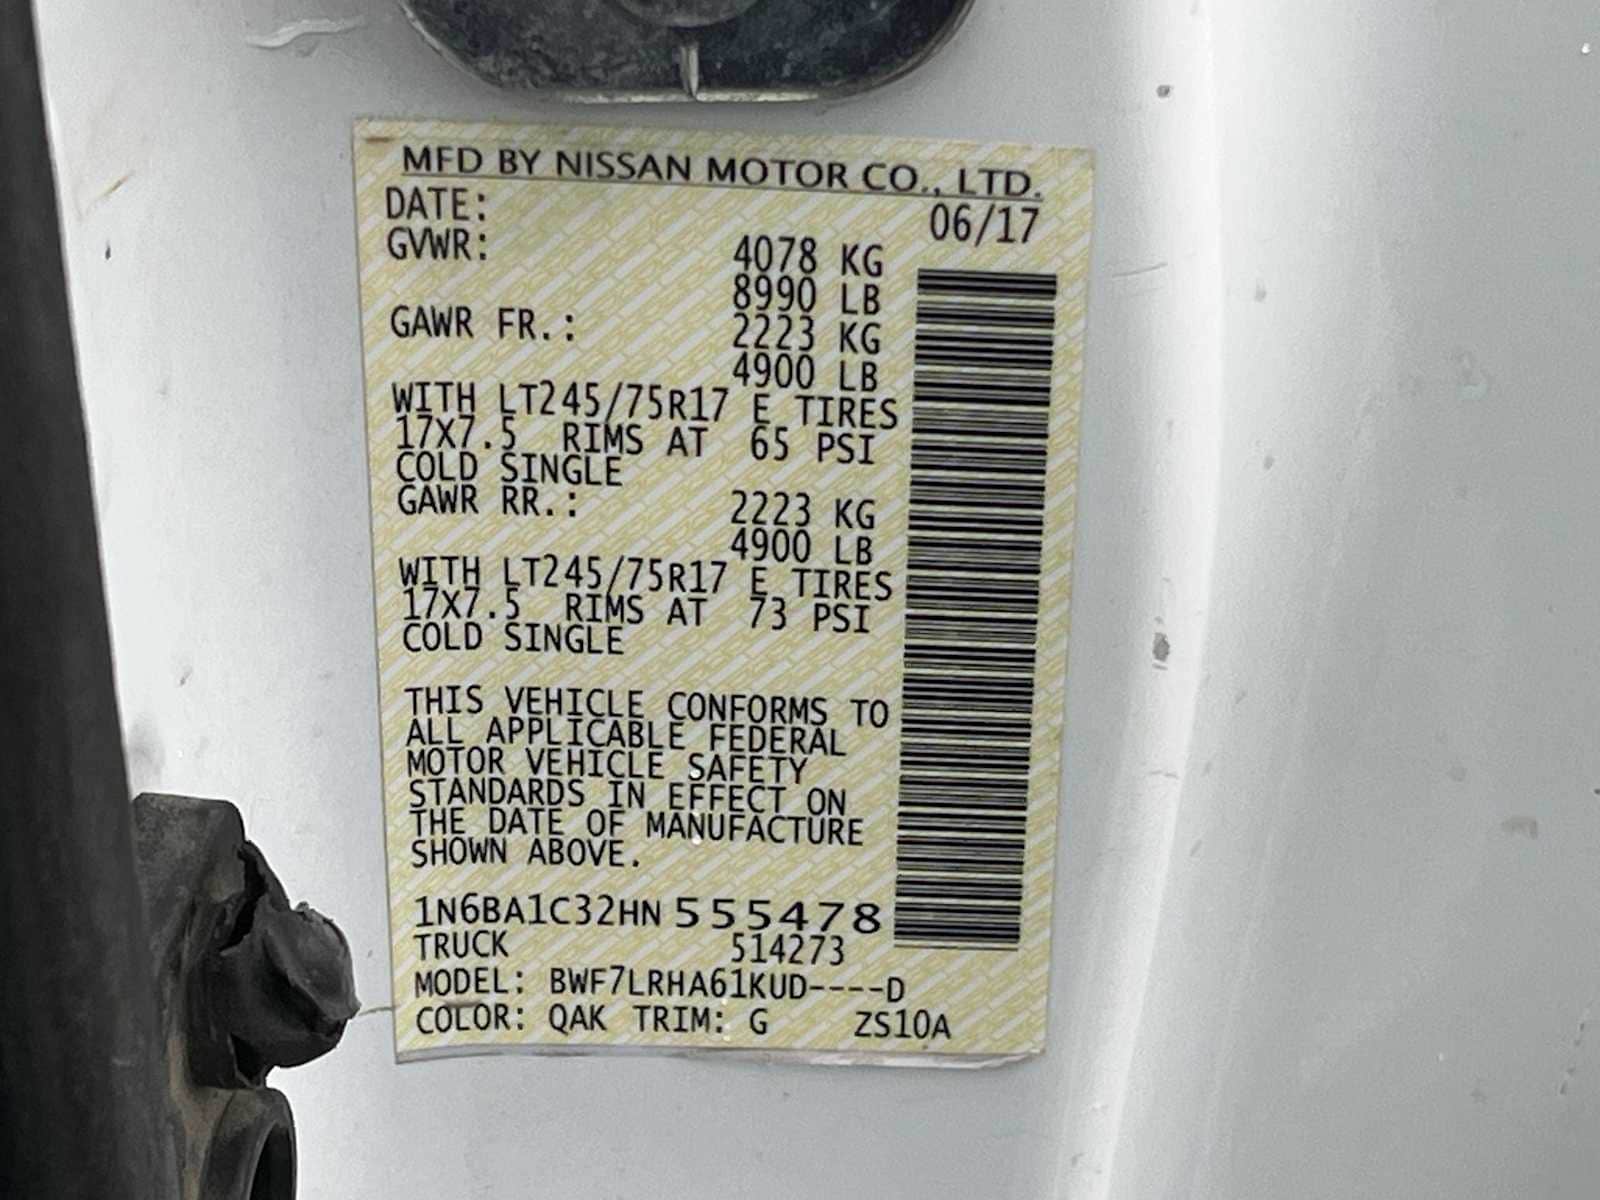 MFD BY NISSAN MOTOR CO., LTD.
DATE: 06/17
GVWR: 4078 KG
8990 LB
GAWR FR.: 2223 KG
4900 LB
WITH LT245/75R17 E TIRES
17X7.5 RIMS AT 65 PSI
COLD SINGLE
GAWR RR.: 2223 KG
4900 LB
WITH LT245/75R17 E TIRES
17X7.5 RIMS AT 73 PSI
COLD SINGLE
THIS VEHICLE CONFORMS TO
ALL APPLICABLE FEDERAL
MOTOR VEHICLE SAFETY
STANDARDS IN EFFECT ON
THE DATE OF MANUFACTURE
SHOWN ABOVE.
1N6BA1C32HN555478
TRUCK 514273
MODEL: BWF7LRHA61KUD----D
COLOR: QAK TRIM: G ZS10A